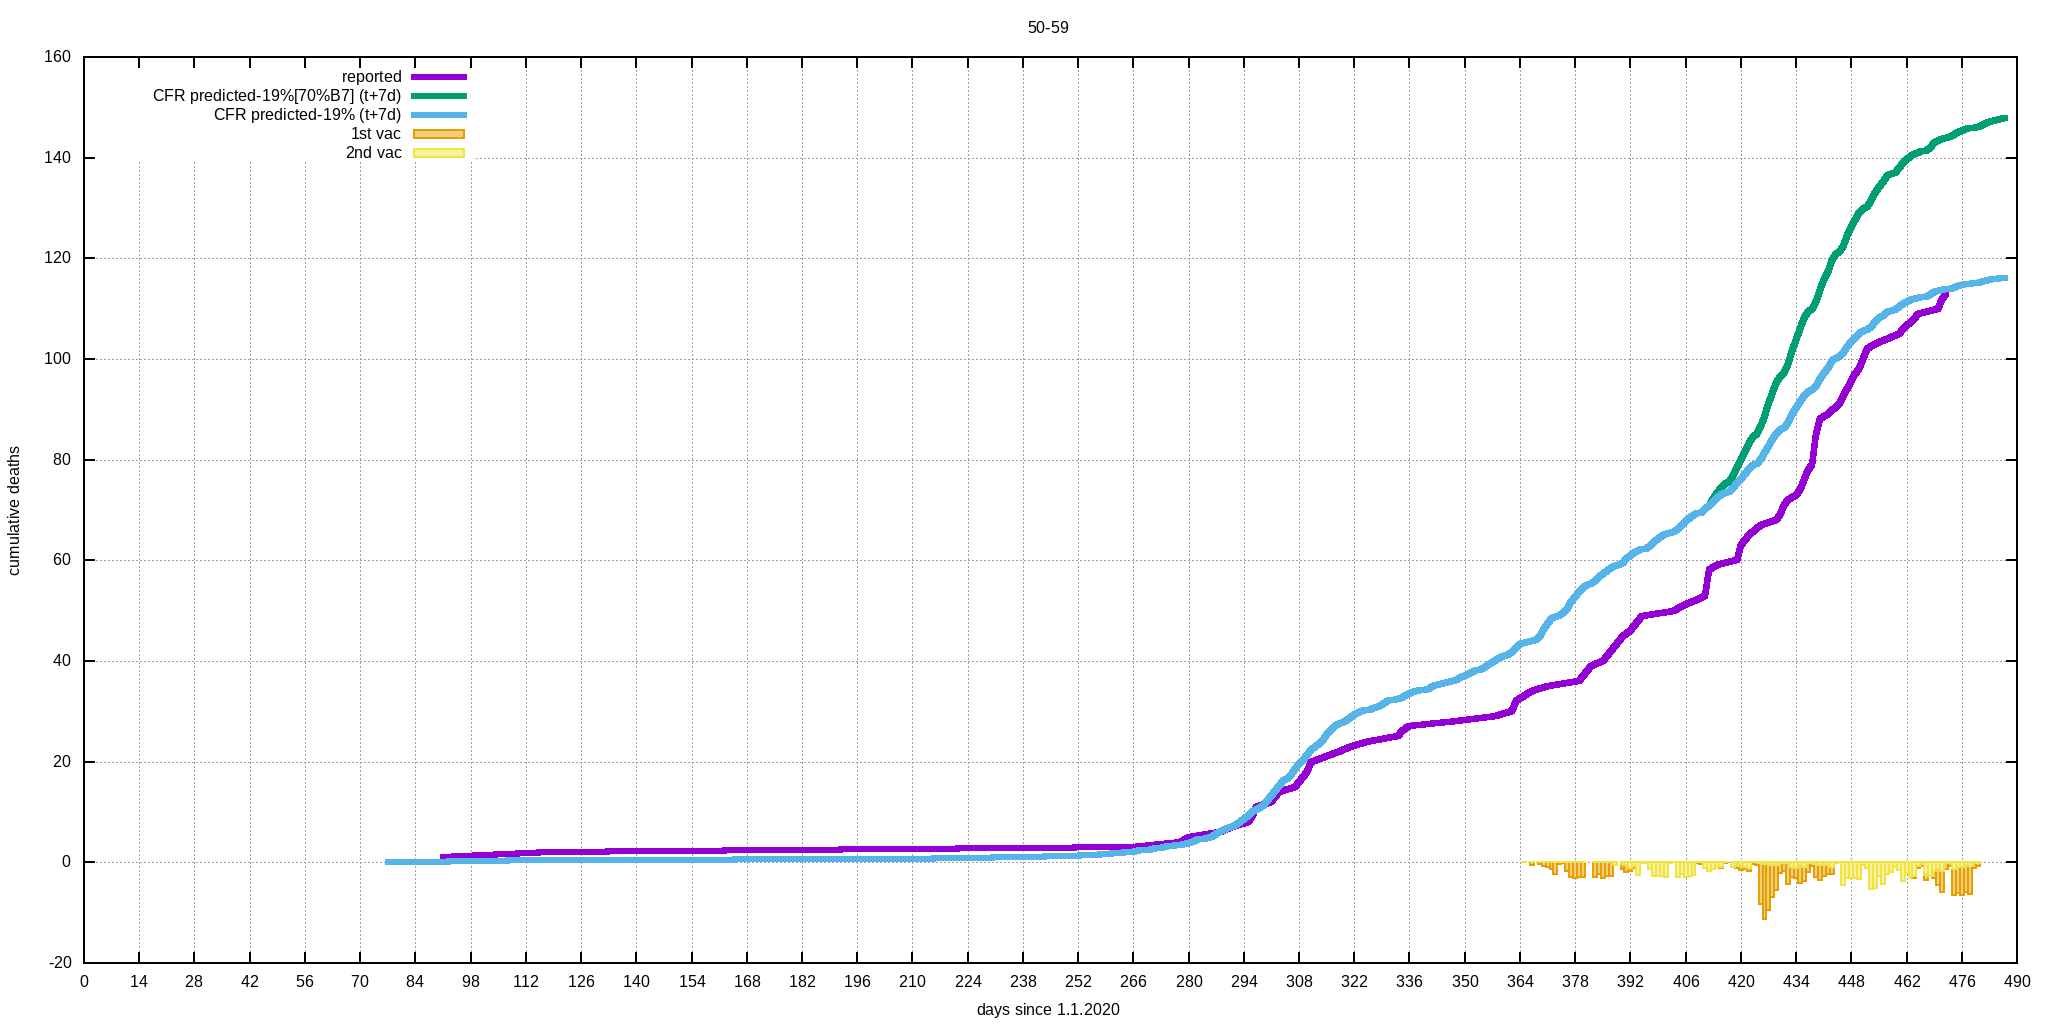 50-59
reported
CFR predicted-19%[70%B7] (t+7d)
CFR predicted-19% (t+7d)
1st vac
2nd vac
160
140
120
100
80
60
40
20
0
-20
cumulative deaths
0 14 28 42 56 70 84 98 112 126 140 154 168 182 196 210 224 238 252 266 280 294 308 322 336 350 364 378 392 406 420 434 448 462 476 490
days since 1.1.2020